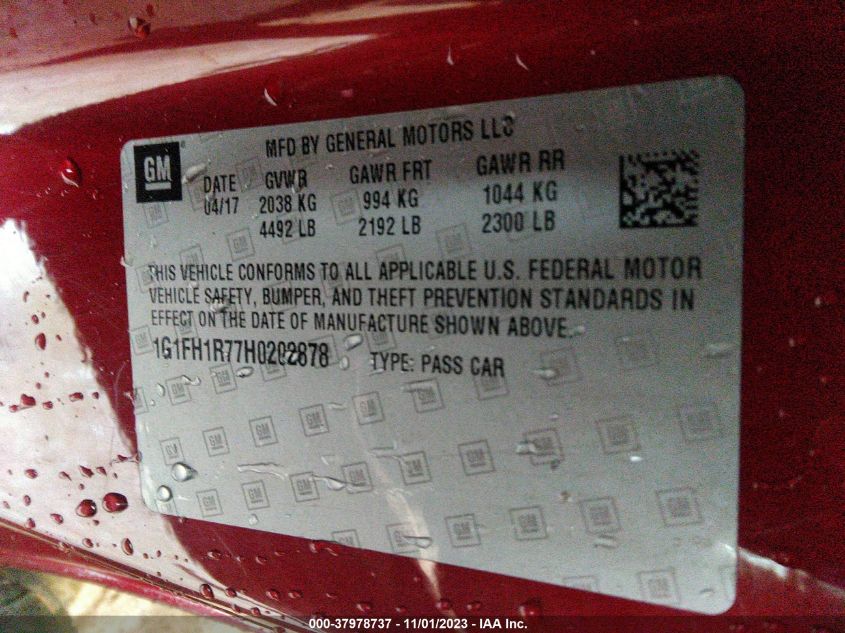 GM
MFD BY GENERAL MOTORS LLC
DATE GVWR GAWR FRT GAWR RR
04/17 2038 KG 994 KG 1044 KG
4492 LB 2192 LB 2300 LB
THIS VEHICLE CONFORMS TO ALL APPLICABLE U.S. FEDERAL MOTOR
VEHICLE SAFETY, BUMPER, AND THEFT PREVENTION STANDARDS IN
EFFECT ON THE DATE OF MANUFACTURE SHOWN ABOVE.
1G1FH1R77H0202878 TYPE: PASS CAR
000-37978737 - 11/01/2023 - IAA Inc.